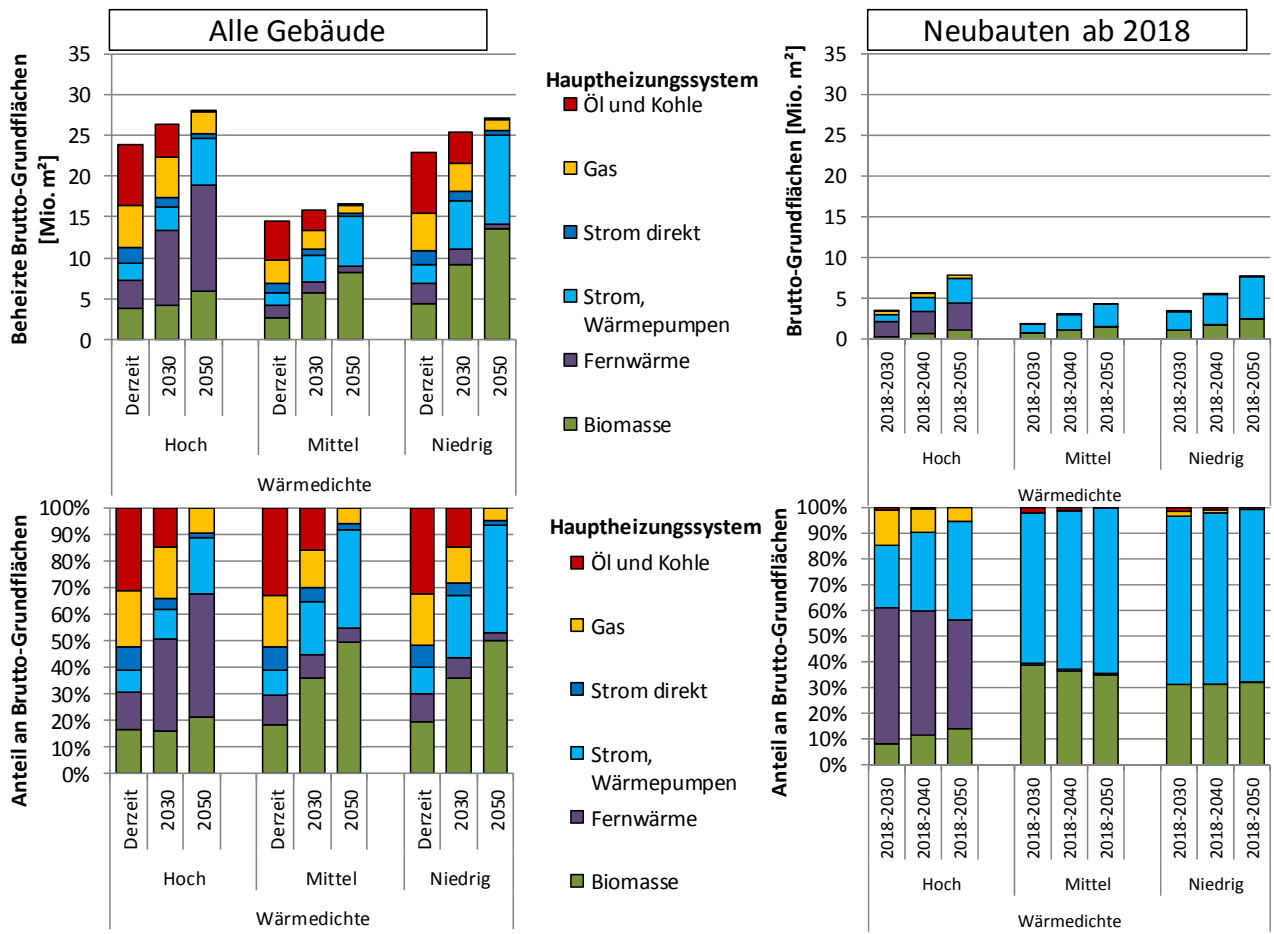 Alle Gebäude
Beheizte Brutto-Grundflächen
[Mio. m²]
35
30
25
20
15
10
5
0
Derzeit
2030
2050
Derzeit
2030
2050
Derzeit
2030
2050
Hoch
Mittel
Niedrig
Wärmedichte
Hauptheizungssystem
Öl und Kohle
Gas
Strom direkt
Strom,
Wärmepumpen
Fernwärme
Biomasse
Neubauten ab 2018
Brutto-Grundflächen [Mio. m²]
35
30
25
20
15
10
5
0
2018-2030
2018-2040
2018-2050
2018-2030
2018-2040
2018-2050
2018-2030
2018-2040
2018-2050
Hoch
Mittel
Niedrig
Wärmedichte
Anteil an Brutto-Grundflächen
100%
90%
80%
70%
60%
50%
40%
30%
20%
10%
0%
Derzeit
2030
2050
Derzeit
2030
2050
Derzeit
2030
2050
Hoch
Mittel
Niedrig
Wärmedichte
Hauptheizungssystem
Öl und Kohle
Gas
Strom direkt
Strom,
Wärmepumpen
Fernwärme
Biomasse
Anteil an Brutto-Grundflächen
100%
90%
80%
70%
60%
50%
40%
30%
20%
10%
0%
2018-2030
2018-2040
2018-2050
2018-2030
2018-2040
2018-2050
2018-2030
2018-2040
2018-2050
Hoch
Mittel
Niedrig
Wärmedichte